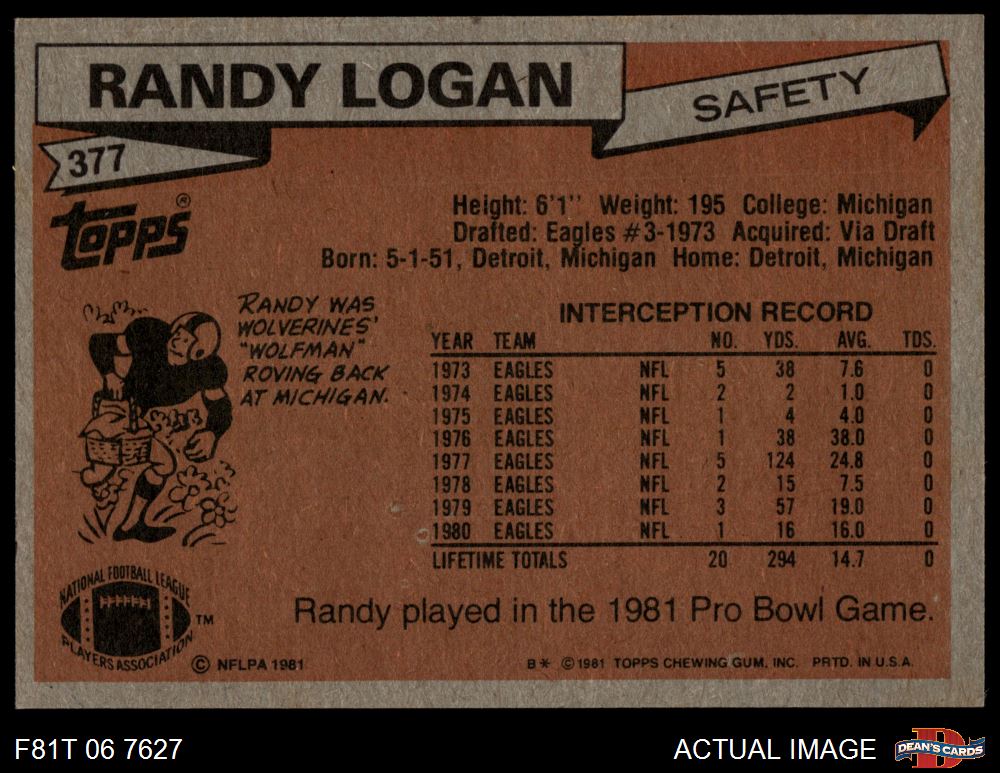 RANDY LOGAN
SAFETY
377
TOPPS®
Height: 6'1'' Weight: 195 College: Michigan
Drafted: Eagles #3-1973 Acquired: Via Draft
Born: 5-1-51, Detroit, Michigan Home: Detroit, Michigan
RANDY WAS
WOLVERINES'
"WOLFMAN"
ROVING BACK
AT MICHIGAN.
INTERCEPTION RECORD
YEAR TEAM NO. YDS. AVG. TDS.
1973 EAGLES NFL 5 38 7.6 0
1974 EAGLES NFL 2 2 1.0 0
1975 EAGLES NFL 1 4 4.0 0
1976 EAGLES NFL 1 38 38.0 0
1977 EAGLES NFL 5 124 24.8 0
1978 EAGLES NFL 2 15 7.5 0
1979 EAGLES NFL 3 57 19.0 0
1980 EAGLES NFL 1 16 16.0 0
LIFETIME TOTALS 20 294 14.7 0
NATIONAL FOOTBALL LEAGUE
PLAYERS ASSOCIATION
TM
Randy played in the 1981 Pro Bowl Game.
© NFLPA 1981
B* ©1981 TOPPS CHEWING GUM, INC. PRTD. IN U.S.A.
F81T 06 7627
ACTUAL IMAGE
D
DEAN'S CARDS